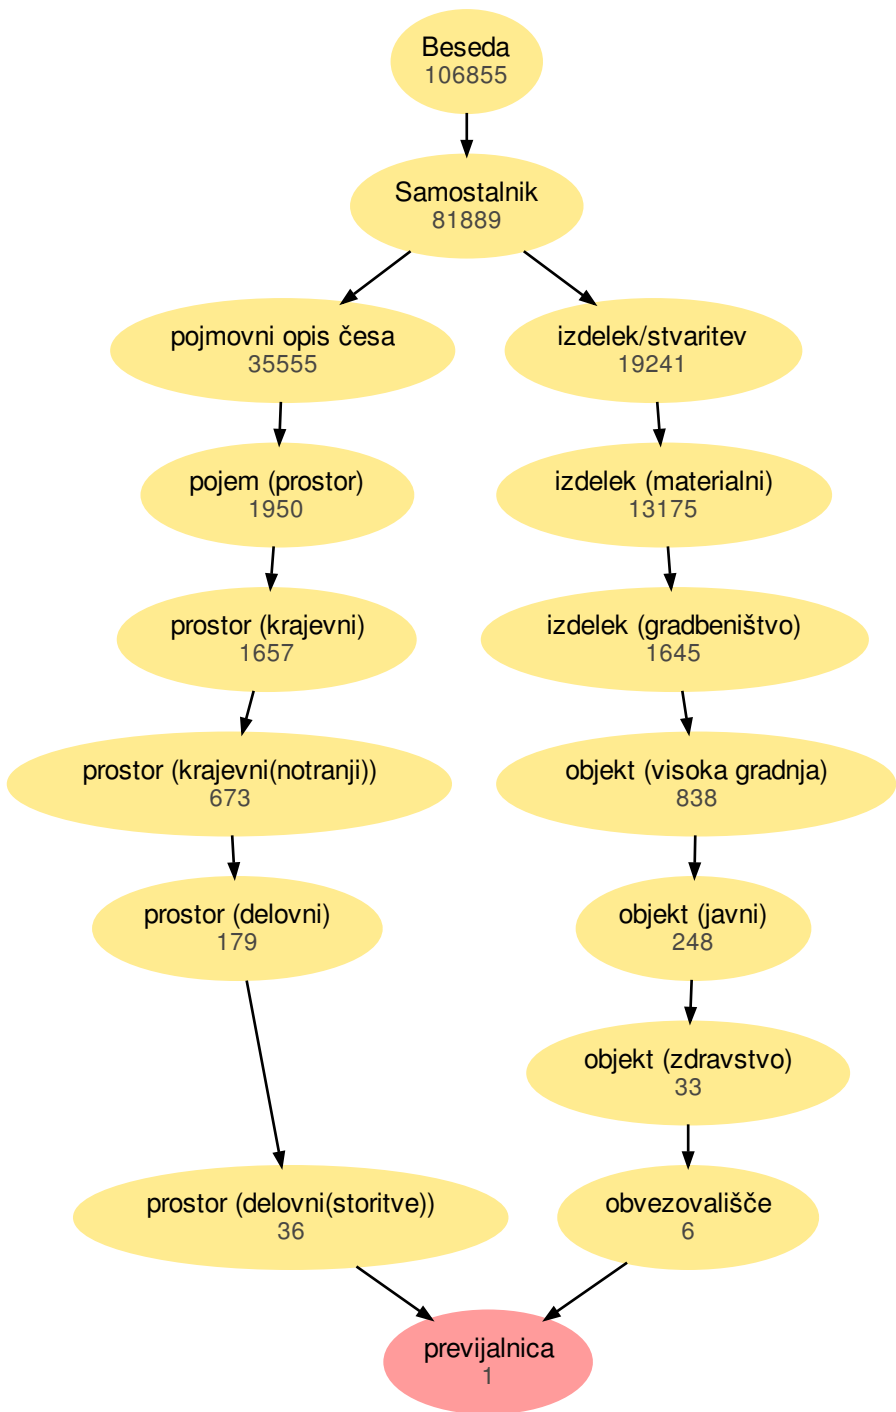 Beseda
106855
Samostalnik
81889
pojmovni opis česa
35555
izdelek/stvaritev
19241
pojem (prostor)
1950
izdelek (materialni)
13175
prostor (krajevni)
1657
izdelek (gradbeništvo)
1645
prostor (krajevni(notranji))
673
objekt (visoka gradnja)
838
prostor (delovni)
179
objekt (javni)
248
objekt (zdravstvo)
33
prostor (delovni(storitve))
36
obvezovališče
6
previjalnica
1